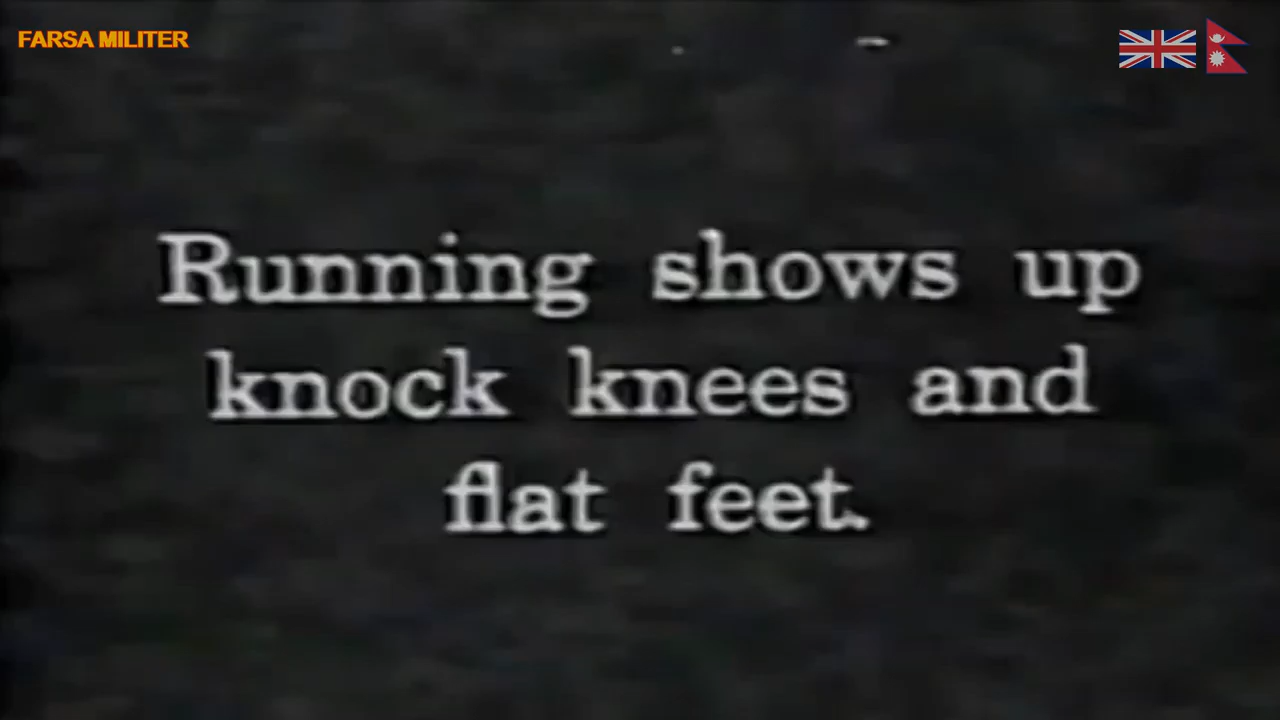 FARSA MILITER
Running shows up
knock knees and
flat feet.